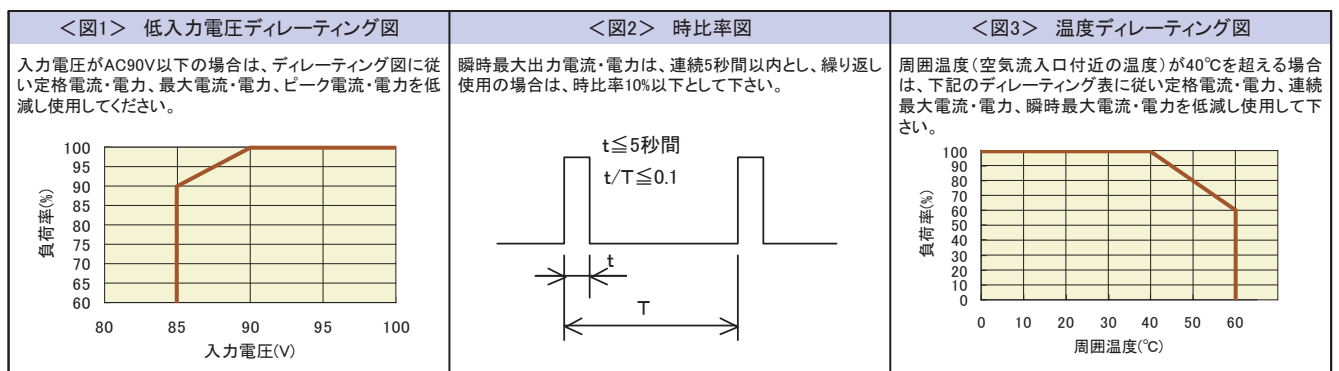 <図1> 低入力電圧ディレーティング図
入力電圧がAC90V以下の場合は、ディレーティング図に従
い定格電流・電力、最大電流・電力、ピーク電流・電力を低
減し使用してください。
100
95
90
85
80
75
70
65
60
負荷率(%)
80 85 90 95 100
入力電圧(V)
<図2> 時比率図
瞬時最大出力電流・電力は、連続5秒間以内とし、繰り返し
使用の場合は、時比率10%以下として下さい。
t≦5秒間
t/T≦0.1
t
T
<図3> 温度ディレーティング図
周囲温度(空気流入口付近の温度)が40℃を超える場合
は、下記のディレーティング表に従い定格電流・電力、連続
最大電流・電力、瞬時最大電流・電力を低減し使用して下
さい。
100
90
80
70
60
50
40
30
20
10
0
負荷率(%)
0 10 20 30 40 50 60
周囲温度(℃)